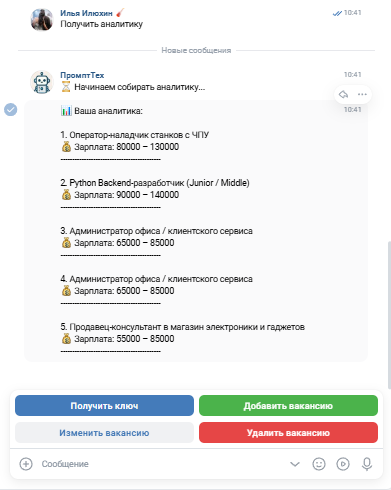 Илья Илюхин 🎸
10:41
Получить аналитику
Новые сообщения
ПромптТех
10:41
⏳ Начинаем собирать аналитику...
10:41
📊 Ваша аналитика:
1. Оператор-наладчик станков с ЧПУ
💰 Зарплата: 80000 – 130000
----------------------------------------
2. Python Backend-разработчик (Junior / Middle)
💰 Зарплата: 90000 – 140000
----------------------------------------
3. Администратор офиса / клиентского сервиса
💰 Зарплата: 65000 – 85000
----------------------------------------
4. Администратор офиса / клиентского сервиса
💰 Зарплата: 65000 – 85000
----------------------------------------
5. Продавец-консультант в магазин электроники и гаджетов
💰 Зарплата: 55000 – 85000
----------------------------------------
Получить ключ
Добавить вакансию
Изменить вакансию
Удалить вакансию
Сообщение